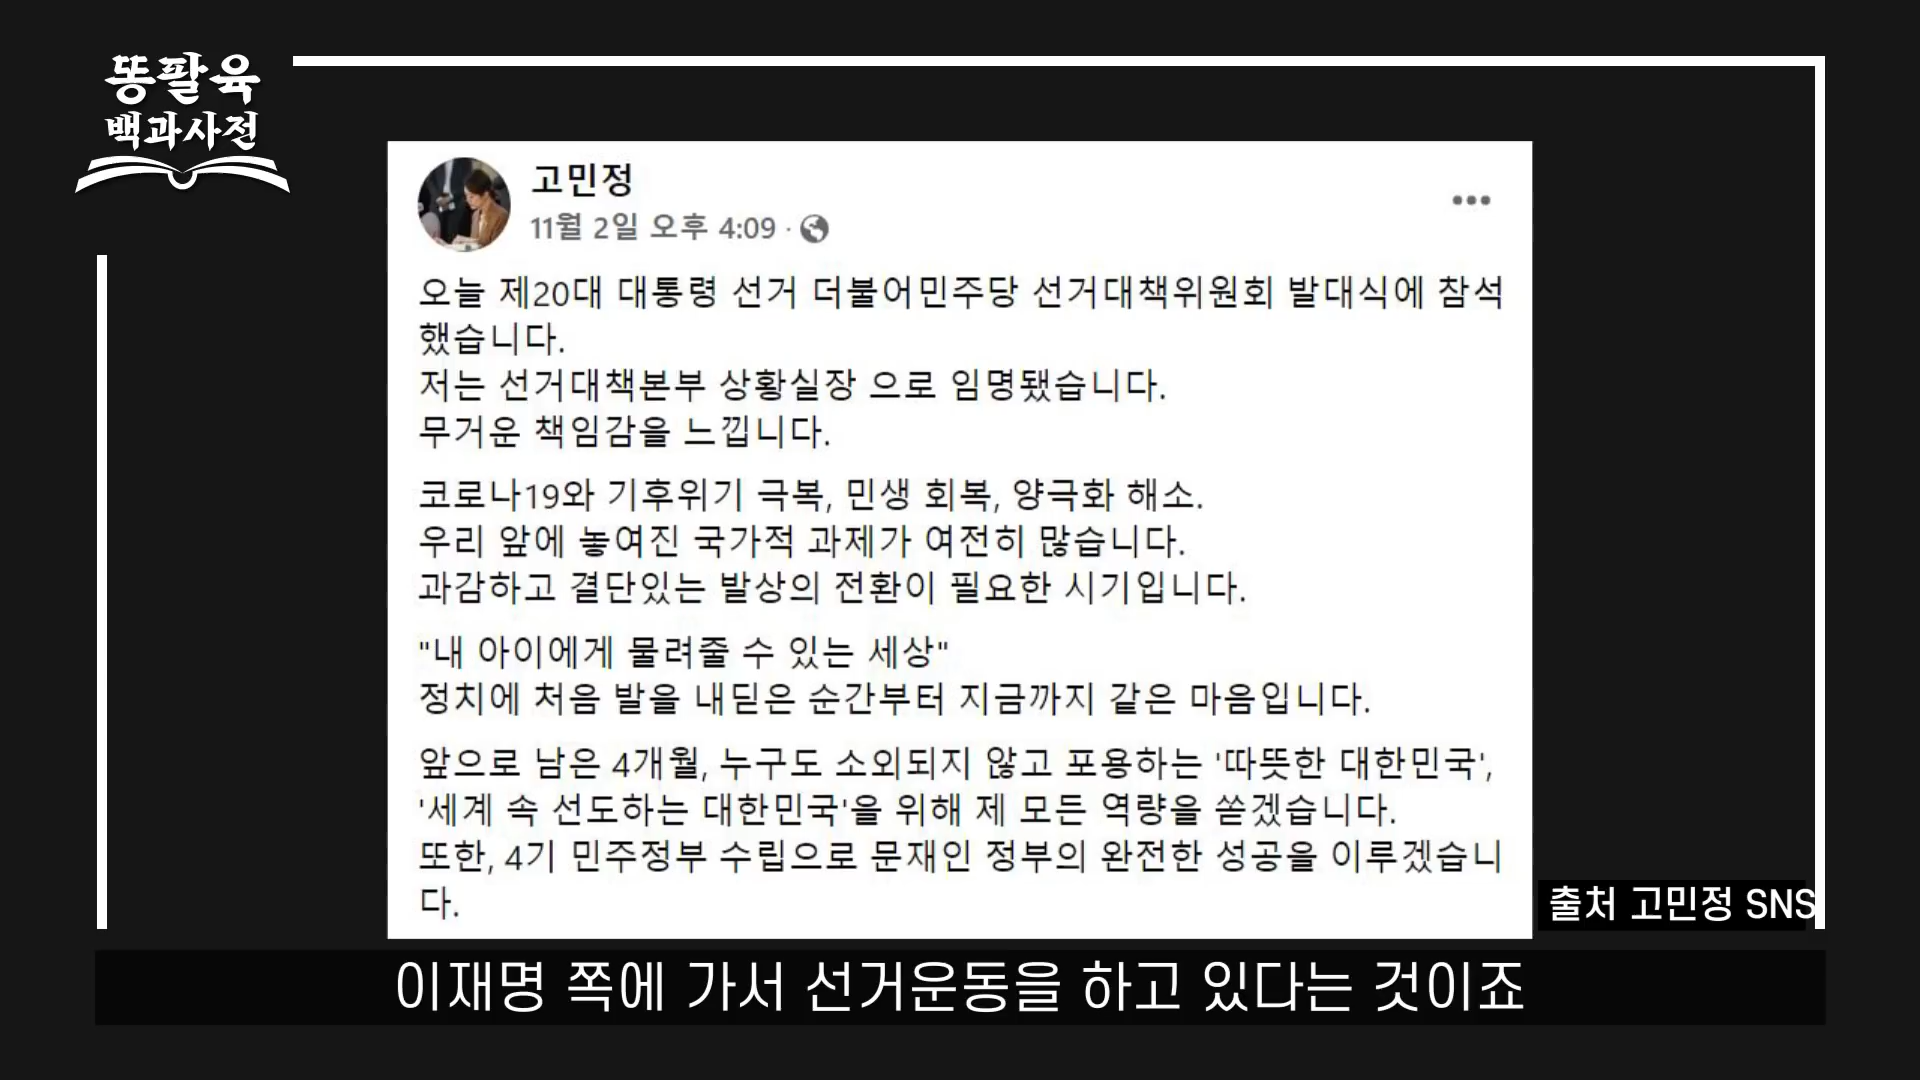 똥팔육
백과사전
고민정
11월 2일 오후 4:09 ·
오늘 제20대 대통령 선거 더불어민주당 선거대책위원회 발대식에 참석
했습니다.
저는 선거대책본부 상황실장 으로 임명됐습니다.
무거운 책임감을 느낍니다.
코로나19와 기후위기 극복, 민생 회복, 양극화 해소.
우리 앞에 놓여진 국가적 과제가 여전히 많습니다.
과감하고 결단있는 발상의 전환이 필요한 시기입니다.
"내 아이에게 물려줄 수 있는 세상"
정치에 처음 발을 내딛은 순간부터 지금까지 같은 마음입니다.
앞으로 남은 4개월, 누구도 소외되지 않고 포용하는 '따뜻한 대한민국',
'세계 속 선도하는 대한민국'을 위해 제 모든 역량을 쏟겠습니다.
또한, 4기 민주정부 수립으로 문재인 정부의 완전한 성공을 이루겠습니
다.
출처 고민정 SNS
이재명 쪽에 가서 선거운동을 하고 있다는 것이죠